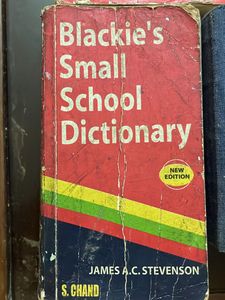 Blackie's
Small
School
Dictionary
NEW
EDITION
JAMES A.C. STEVENSON
S. CHAND